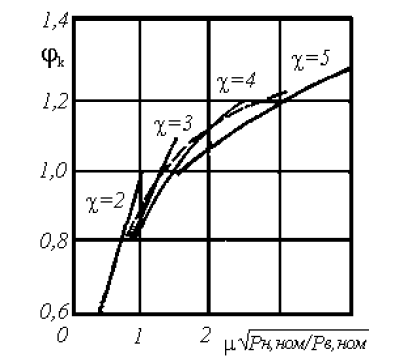 1,4
φk
χ=5
χ=4
1,2
χ=3
1,0
χ=2
0,8
0,6
0 1 2 μ√Pн,ном/Pв,ном